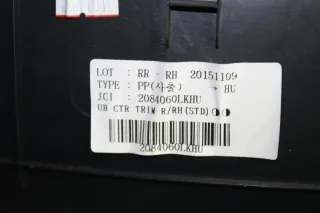 LOT : RR - RH 20151109
TYPE : PP(사출) → HU
JCI : 2084060LKHU
UB CTR TRIM R/RH(STD)◑◑
2084060LKHU